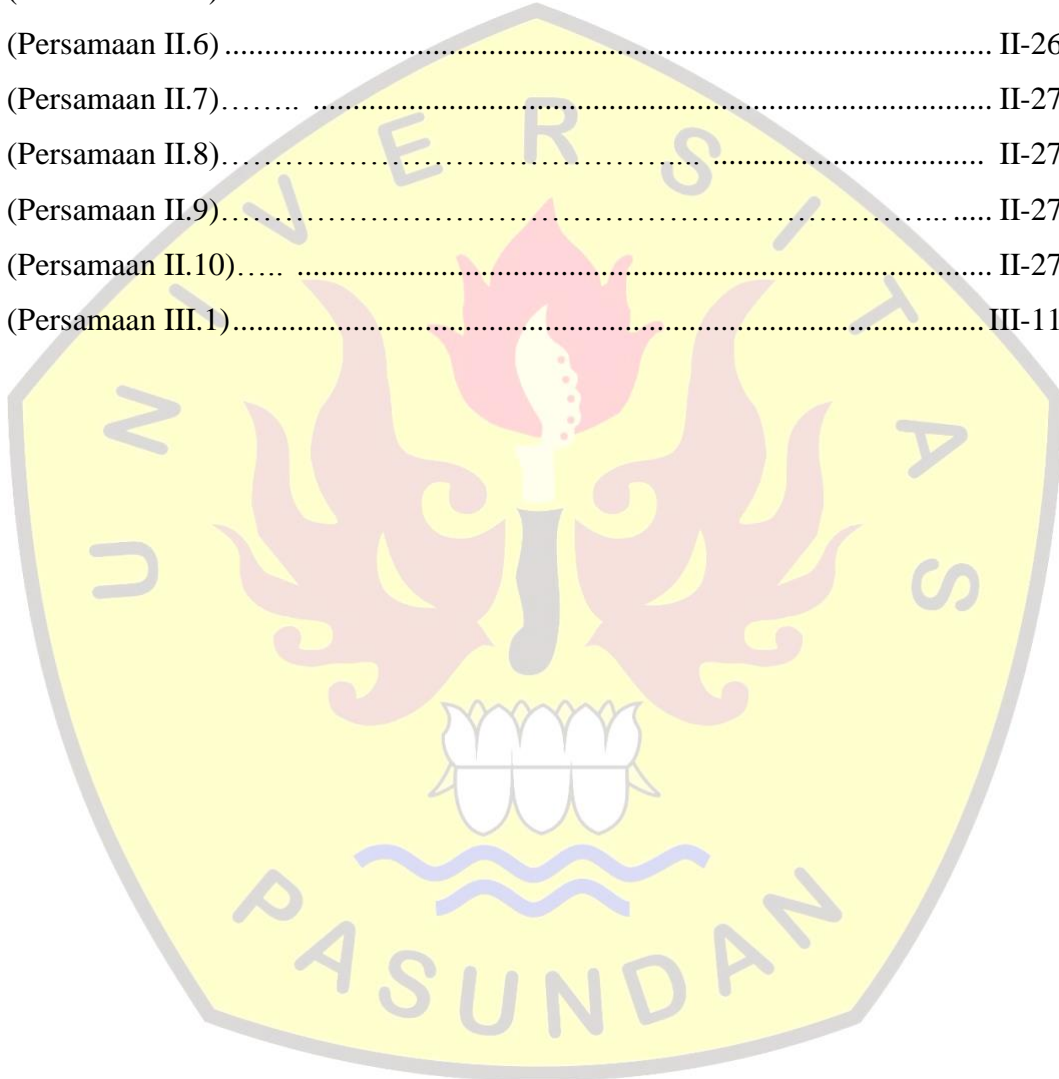 (Persamaan II.6) ........................................................................................ II-26
(Persamaan II.7)…….. .............................................................................. II-27
(Persamaan II.8)……………………………………………….............................. II-27
(Persamaan II.9)…………………………………………………………………….. ..... II-27
(Persamaan II.10)….. ................................................................................ II-27
(Persamaan III.1)......................................................................................III-11
UNIVERSITAS
PASUNDAN